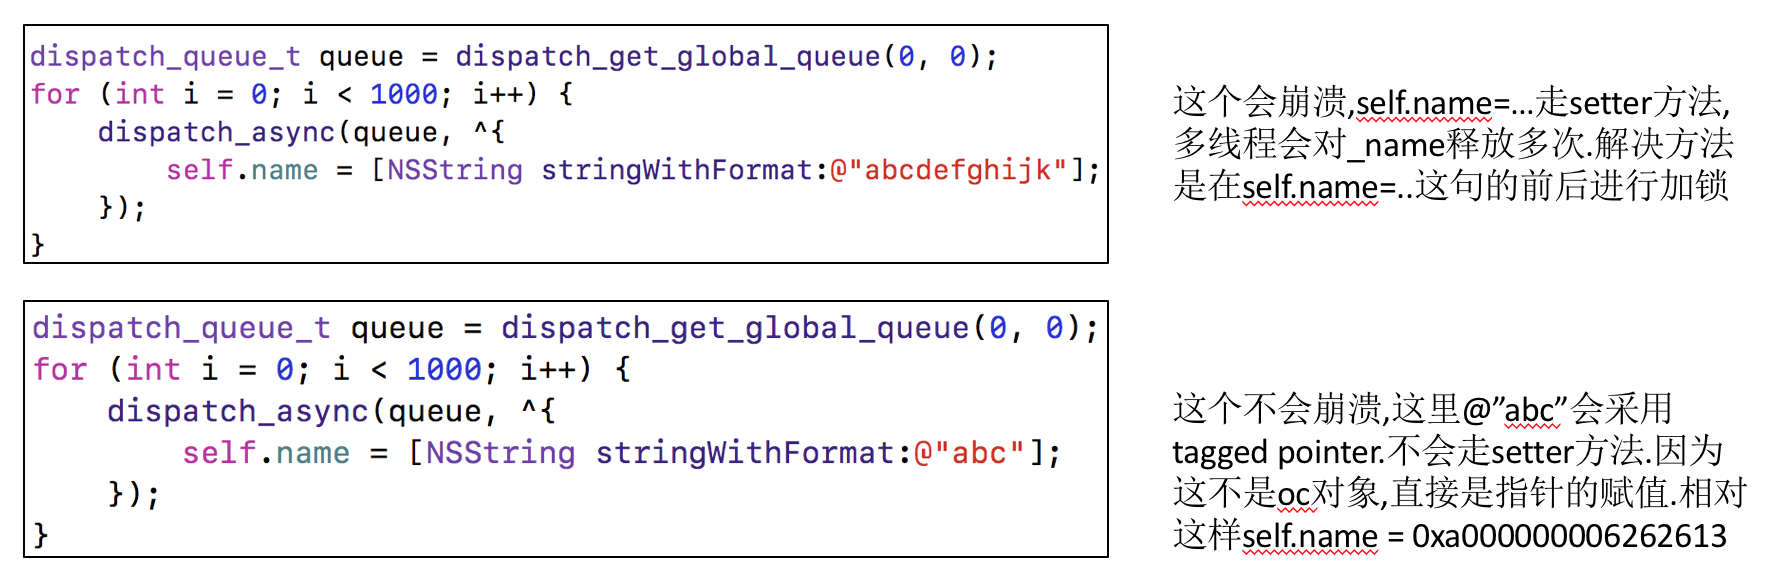 dispatch_queue_t queue = dispatch_get_global_queue(0, 0);
for (int i = 0; i < 1000; i++) {
    dispatch_async(queue, ^{
        self.name = [NSString stringWithFormat:@"abcdefghijk"];
    });
}
这个会崩溃,self.name=...走setter方法,
多线程会对_name释放多次.解决方法
是在self.name=..这句的前后进行加锁
dispatch_queue_t queue = dispatch_get_global_queue(0, 0);
for (int i = 0; i < 1000; i++) {
    dispatch_async(queue, ^{
        self.name = [NSString stringWithFormat:@"abc"];
    });
}
这个不会崩溃,这里@”abc”会采用
tagged pointer.不会走setter方法.因为
这不是oc对象,直接是指针的赋值.相对
这样self.name = 0xa000000006262613